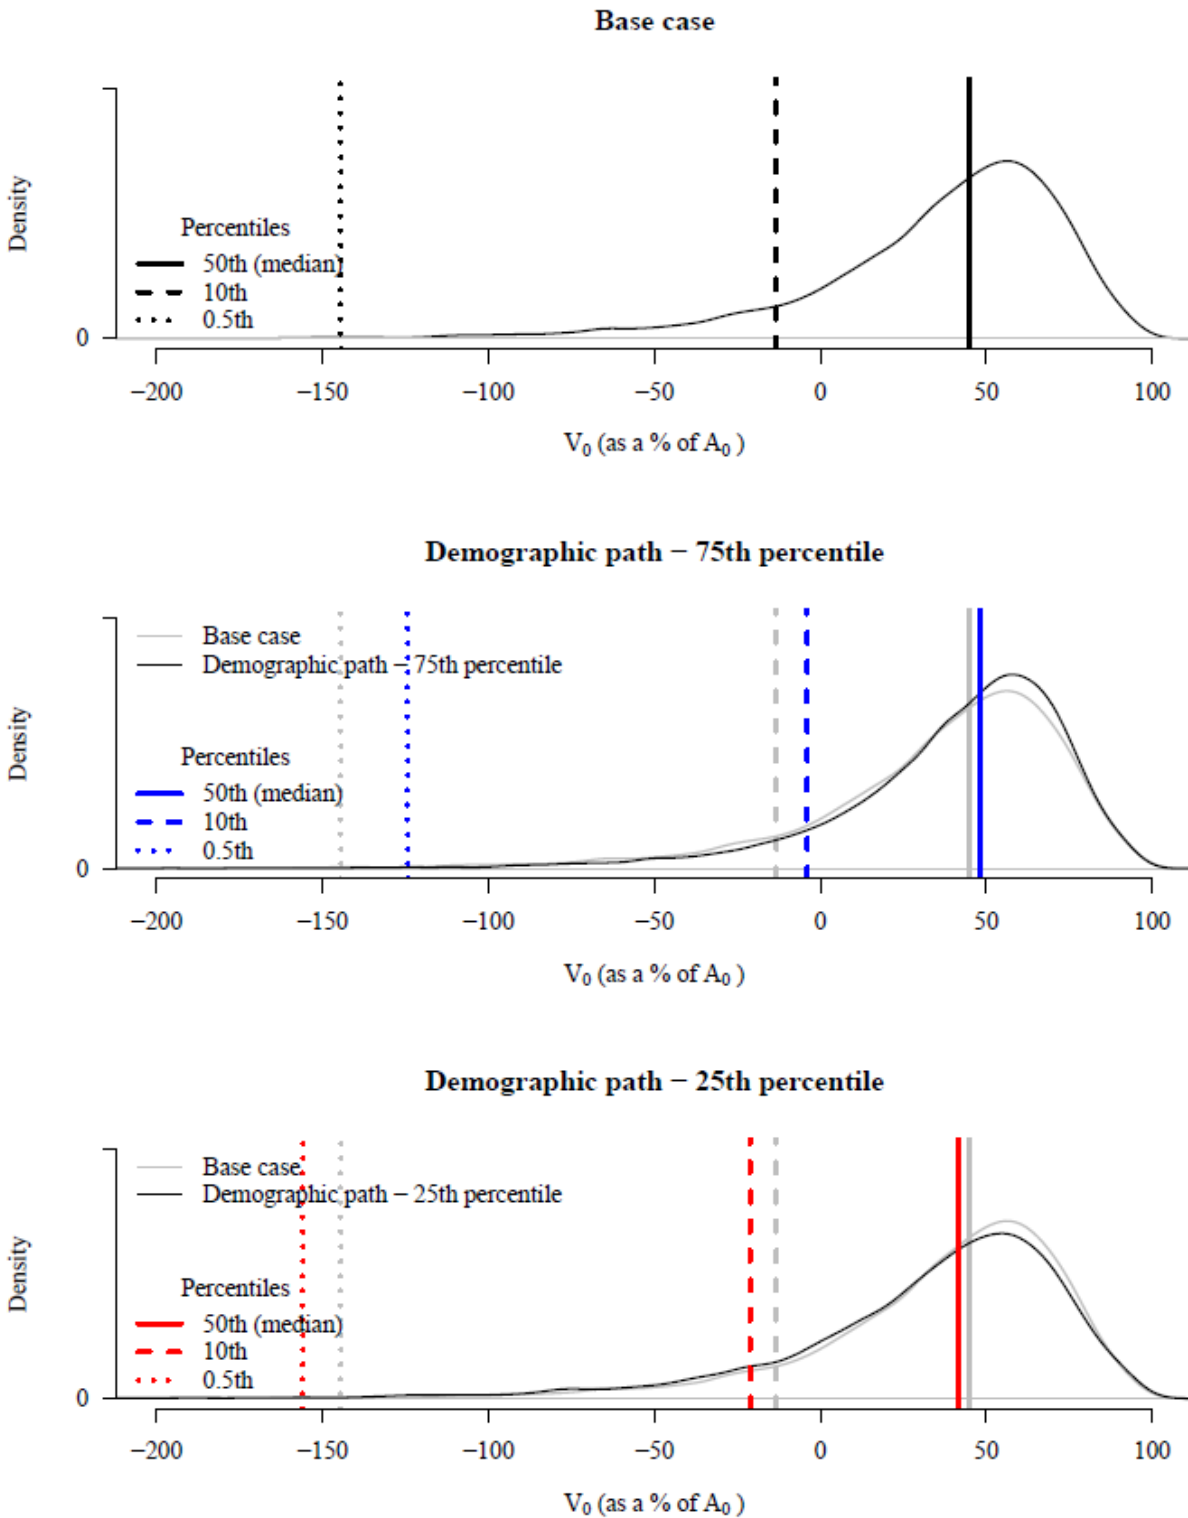 Base case
Density
Percentiles
50th (median)
10th
0.5th
0
−200 −150 −100 −50 0 50 100
V₀ (as a % of A₀ )
Demographic path − 75th percentile
Density
Base case
Demographic path − 75th percentile
Percentiles
50th (median)
10th
0.5th
0
−200 −150 −100 −50 0 50 100
V₀ (as a % of A₀ )
Demographic path − 25th percentile
Density
Base case
Demographic path − 25th percentile
Percentiles
50th (median)
10th
0.5th
0
−200 −150 −100 −50 0 50 100
V₀ (as a % of A₀ )